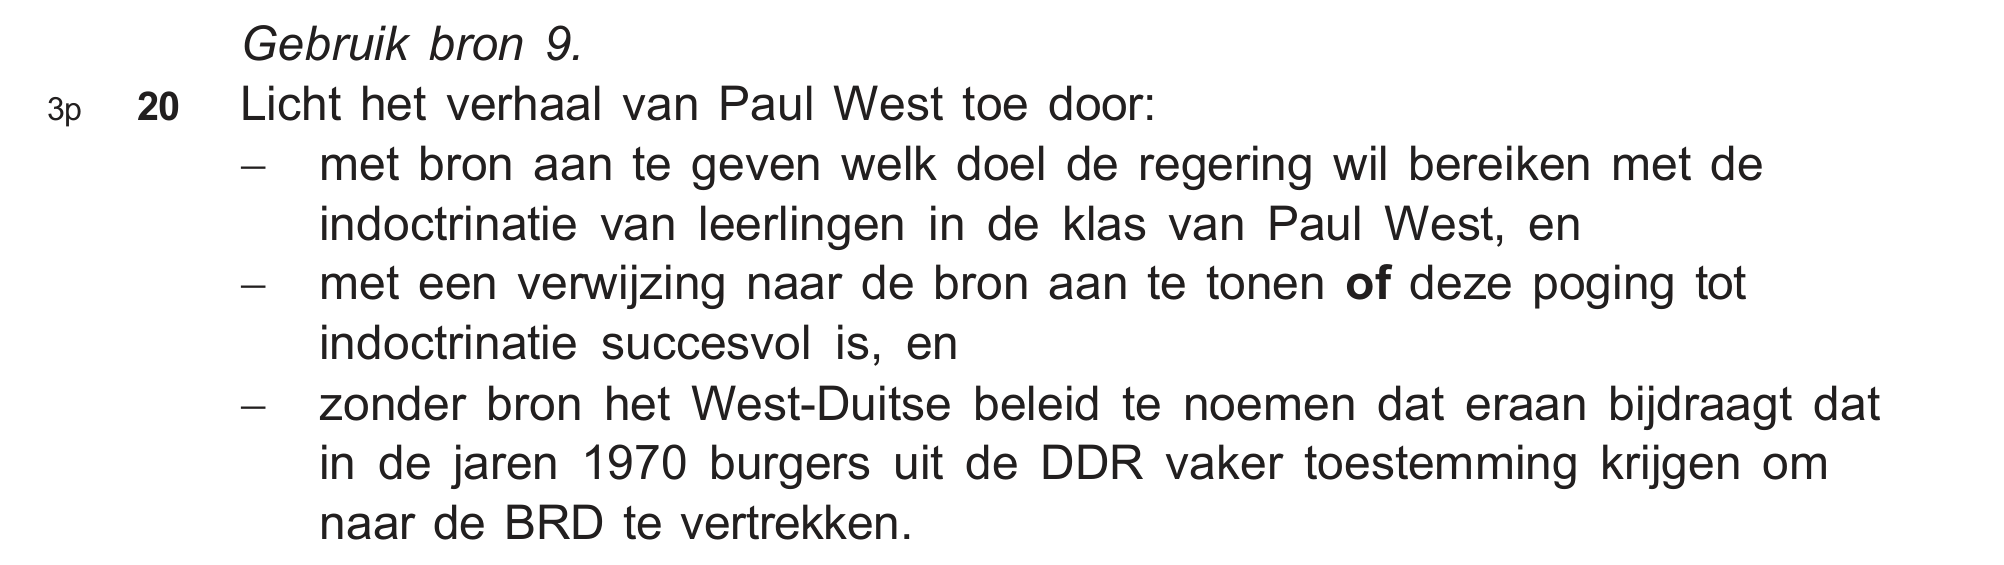 Gebruik bron 9.
3p 20 Licht het verhaal van Paul West toe door:
– met bron aan te geven welk doel de regering wil bereiken met de
indoctrinatie van leerlingen in de klas van Paul West, en
– met een verwijzing naar de bron aan te tonen of deze poging tot
indoctrinatie succesvol is, en
– zonder bron het West-Duitse beleid te noemen dat eraan bijdraagt dat
in de jaren 1970 burgers uit de DDR vaker toestemming krijgen om
naar de BRD te vertrekken.